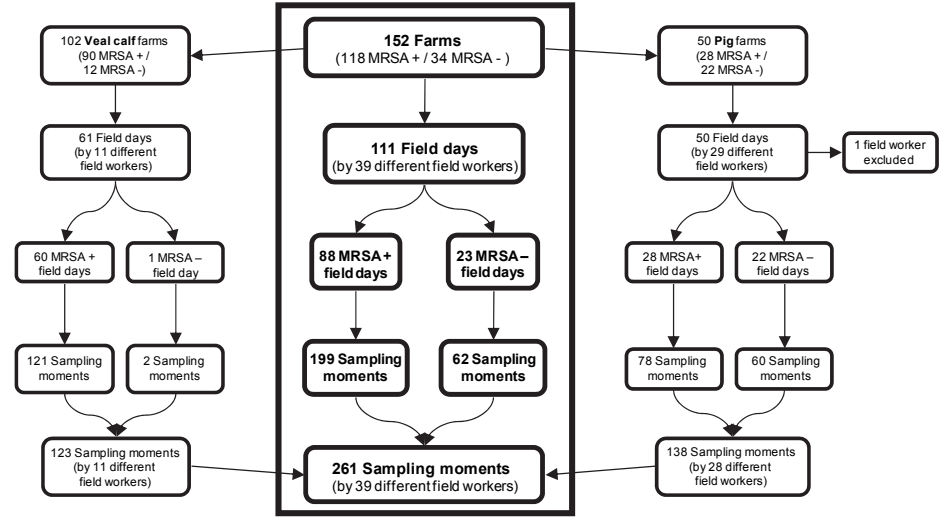 102 Veal calf farms
(90 MRSA + /
12 MRSA -)
152 Farms
(118 MRSA + / 34 MRSA - )
50 Pig farms
(28 MRSA + /
22 MRSA -)
61 Field days
(by 11 different
field workers)
111 Field days
(by 39 different field workers)
50 Field days
(by 29 different
field workers)
1 field worker
excluded
60 MRSA +
field days
1 MRSA –
field day
88 MRSA+
field days
23 MRSA–
field days
28 MRSA+
field days
22 MRSA –
field days
121 Sampling
moments
2 Sampling
moments
199 Sampling
moments
62 Sampling
moments
78 Sampling
moments
60 Sampling
moments
123 Sampling moments
(by 11 different
field workers)
261 Sampling moments
(by 39 different field workers)
138 Sampling moments
(by 28 different
field workers)